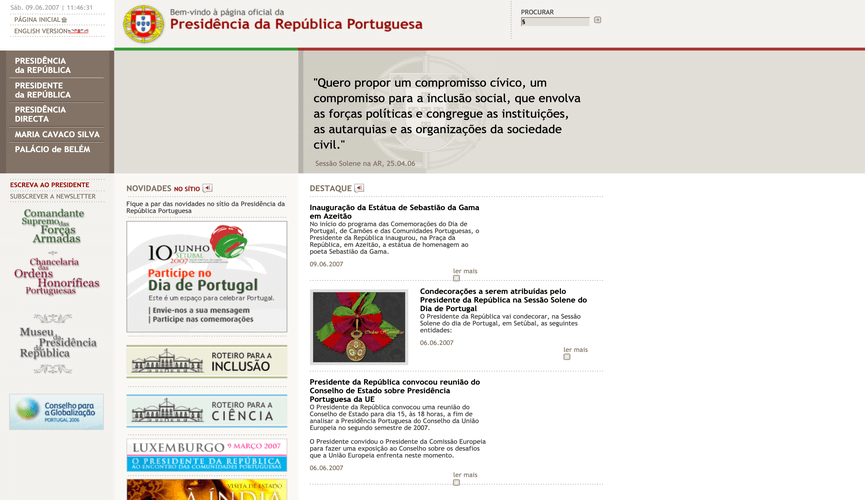 Sáb. 09.06.2007 | 11:46:31
PÁGINA INICIAL
ENGLISH VERSION
Bem-vindo à página oficial da
Presidência da República Portuguesa
PROCURAR
PRESIDÊNCIA
da REPÚBLICA
PRESIDENTE
da REPÚBLICA
PRESIDÊNCIA
DIRECTA
MARIA CAVACO SILVA
PALÁCIO de BELÉM
"Quero propor um compromisso cívico, um
compromisso para a inclusão social, que envolva
as forças políticas e congregue as instituições,
as autarquias e as organizações da sociedade
civil."
Sessão Solene na AR, 25.04.06
ESCREVA AO PRESIDENTE
SUBSCREVER A NEWSLETTER
Comandante
Supremo das
Forças
Armadas
Chancelaria
das
Ordens
Honoríficas
Portuguesas
Museu
da Presidência
da República
Conselho para
a Globalização
PORTUGAL 2006
NOVIDADES NO SÍTIO
Fique a par das novidades no sítio da Presidência da
República Portuguesa
10 JUNHO
SETÚBAL
2007
Participe no
Dia de Portugal
Este é um espaço para celebrar Portugal.
| Envie-nos a sua mensagem
| Participe nas comemorações
ROTEIRO PARA A
INCLUSÃO
ROTEIRO PARA A
CIÊNCIA
LUXEMBURGO 9 MARÇO 2007
O PRESIDENTE DA REPÚBLICA
AO ENCONTRO DAS COMUNIDADES PORTUGUESAS
VISITA DE ESTADO
À ÍNDIA
DESTAQUE
Inauguração da Estátua de Sebastião da Gama
em Azeitão
No início do programa das Comemorações do Dia de
Portugal, de Camões e das Comunidades Portuguesas, o
Presidente da República inaugurou, na Praça da
República, em Azeitão, a estátua de homenagem ao
poeta Sebastião da Gama.
09.06.2007
ler mais
Condecorações a serem atribuídas pelo
Presidente da República na Sessão Solene do
Dia de Portugal
O Presidente da República vai condecorar, na Sessão
Solene do dia de Portugal, em Setúbal, as seguintes
entidades:
06.06.2007
ler mais
Presidente da República convocou reunião do
Conselho de Estado sobre Presidência
Portuguesa da UE
O Presidente da República convocou uma reunião do
Conselho de Estado para dia 15, às 18 horas, a fim de
analisar a Presidência Portuguesa do Conselho da União
Europeia no segundo semestre de 2007.
O Presidente convidou o Presidente da Comissão Europeia
para fazer uma exposição ao Conselho sobre os desafios
que a União Europeia enfrenta neste momento.
06.06.2007
ler mais